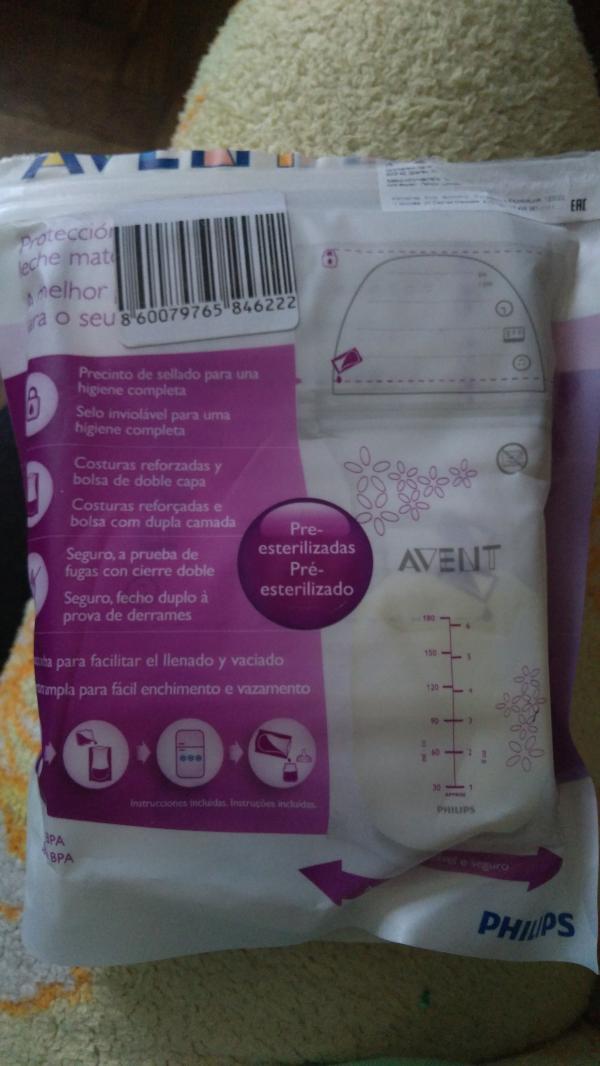 AVENT
EAC
Protección
leche
melhor
o seu
8 60079765 846222
Precinto de sellado para una
higiene completa
Selo inviolável para uma
higiene completa
Costuras reforzadas y
bolsa de doble capa
Costuras reforçadas e
bolsa com dupla camada
Seguro, a prueba de
fugas con cierre doble
Seguro, fecho duplo à
prova de derrames
para facilitar el llenado y vaciado
para fácil enchimento e vazamento
Instrucciones incluidas. Instruções incluídas.
BPA
BPA
Pre-
esterilizadas
Pré-
esterilizado
AVENT
180 6
150 5
120 4
90 3
60 2
30 1
APPROX
PHILIPS
e seguro
PHILIPS